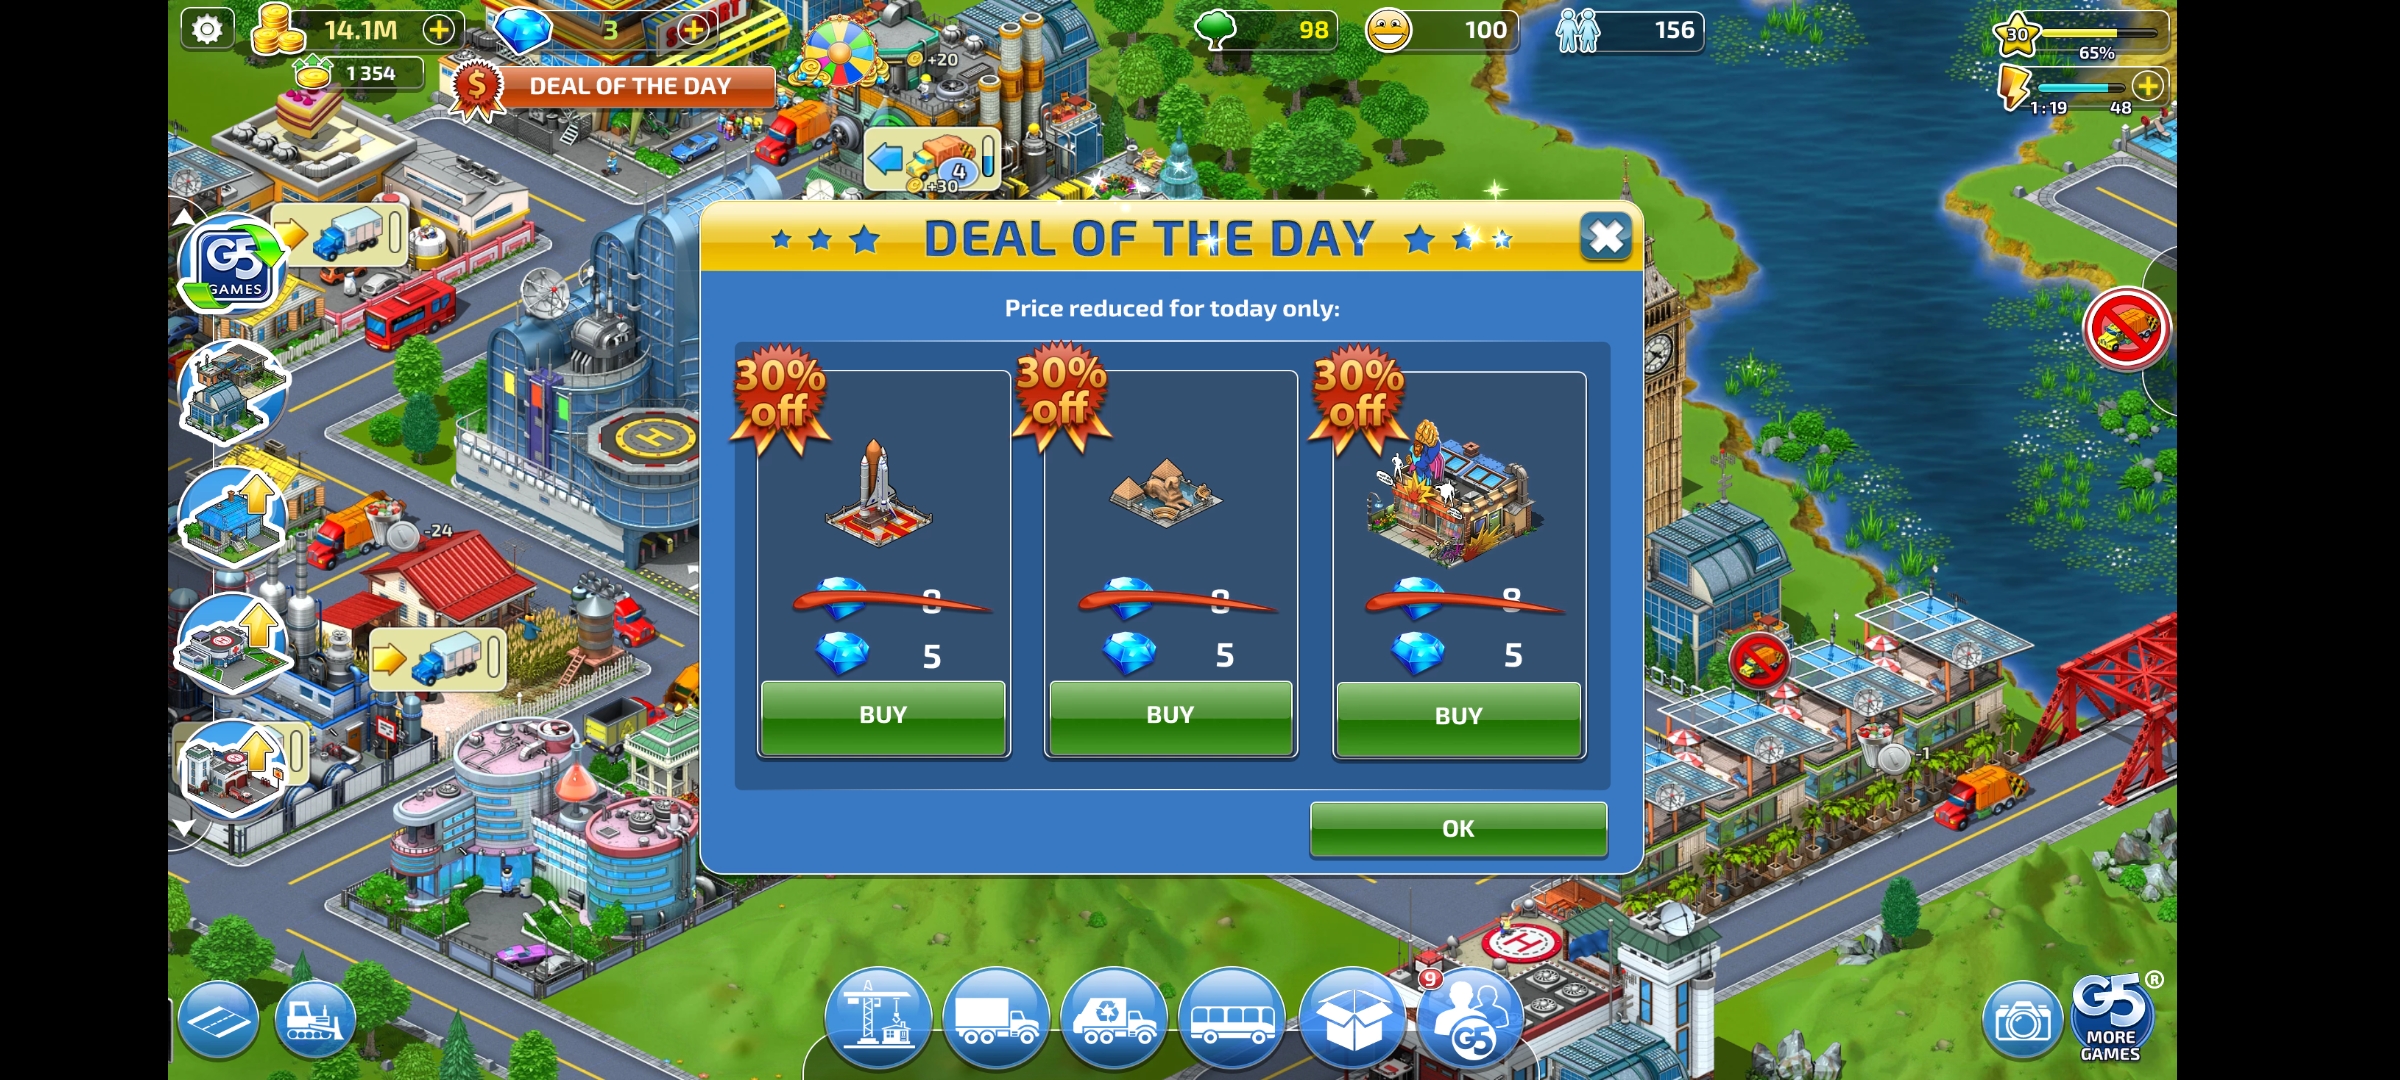 14.1M
3
98
100
156
30
65%
1 354
DEAL OF THE DAY
+20
1:19
48
4
+30
DEAL OF THE DAY
G5
GAMES
Price reduced for today only:
30%
off
30%
off
30%
off
H
-24
8
8
8
5
5
5
BUY
BUY
BUY
-1
OK
H
9
G5
G5®
MORE
GAMES